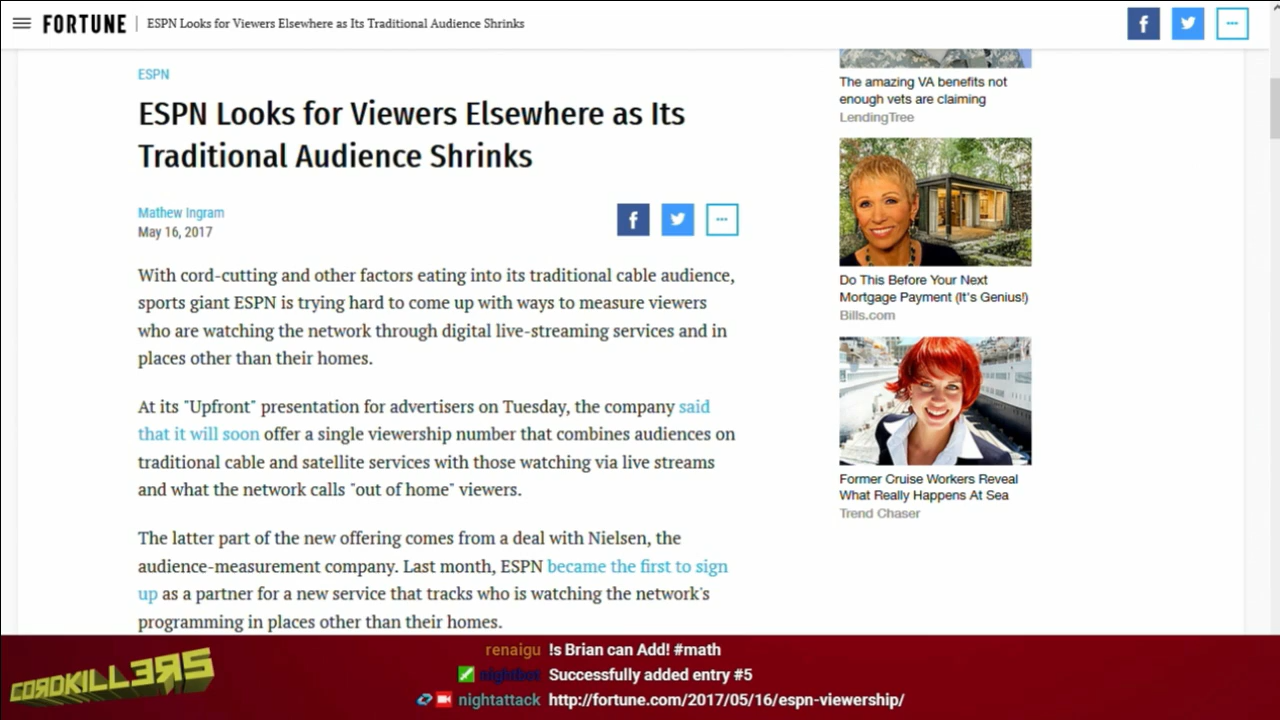 FORTUNE | ESPN Looks for Viewers Elsewhere as Its Traditional Audience Shrinks
ESPN
ESPN Looks for Viewers Elsewhere as Its
Traditional Audience Shrinks
Mathew Ingram
May 16, 2017
With cord-cutting and other factors eating into its traditional cable audience,
sports giant ESPN is trying hard to come up with ways to measure viewers
who are watching the network through digital live-streaming services and in
places other than their homes.
At its "Upfront" presentation for advertisers on Tuesday, the company said
that it will soon offer a single viewership number that combines audiences on
traditional cable and satellite services with those watching via live streams
and what the network calls "out of home" viewers.
The latter part of the new offering comes from a deal with Nielsen, the
audience-measurement company. Last month, ESPN became the first to sign
up as a partner for a new service that tracks who is watching the network's
programming in places other than their homes.
The amazing VA benefits not
enough vets are claiming
LendingTree
Do This Before Your Next
Mortgage Payment (It's Genius!)
Bills.com
Former Cruise Workers Reveal
What Really Happens At Sea
Trend Chaser
CORDKILLERS
renaigu !s Brian can Add! #math
nightbot Successfully added entry #5
nightattack http://fortune.com/2017/05/16/espn-viewership/